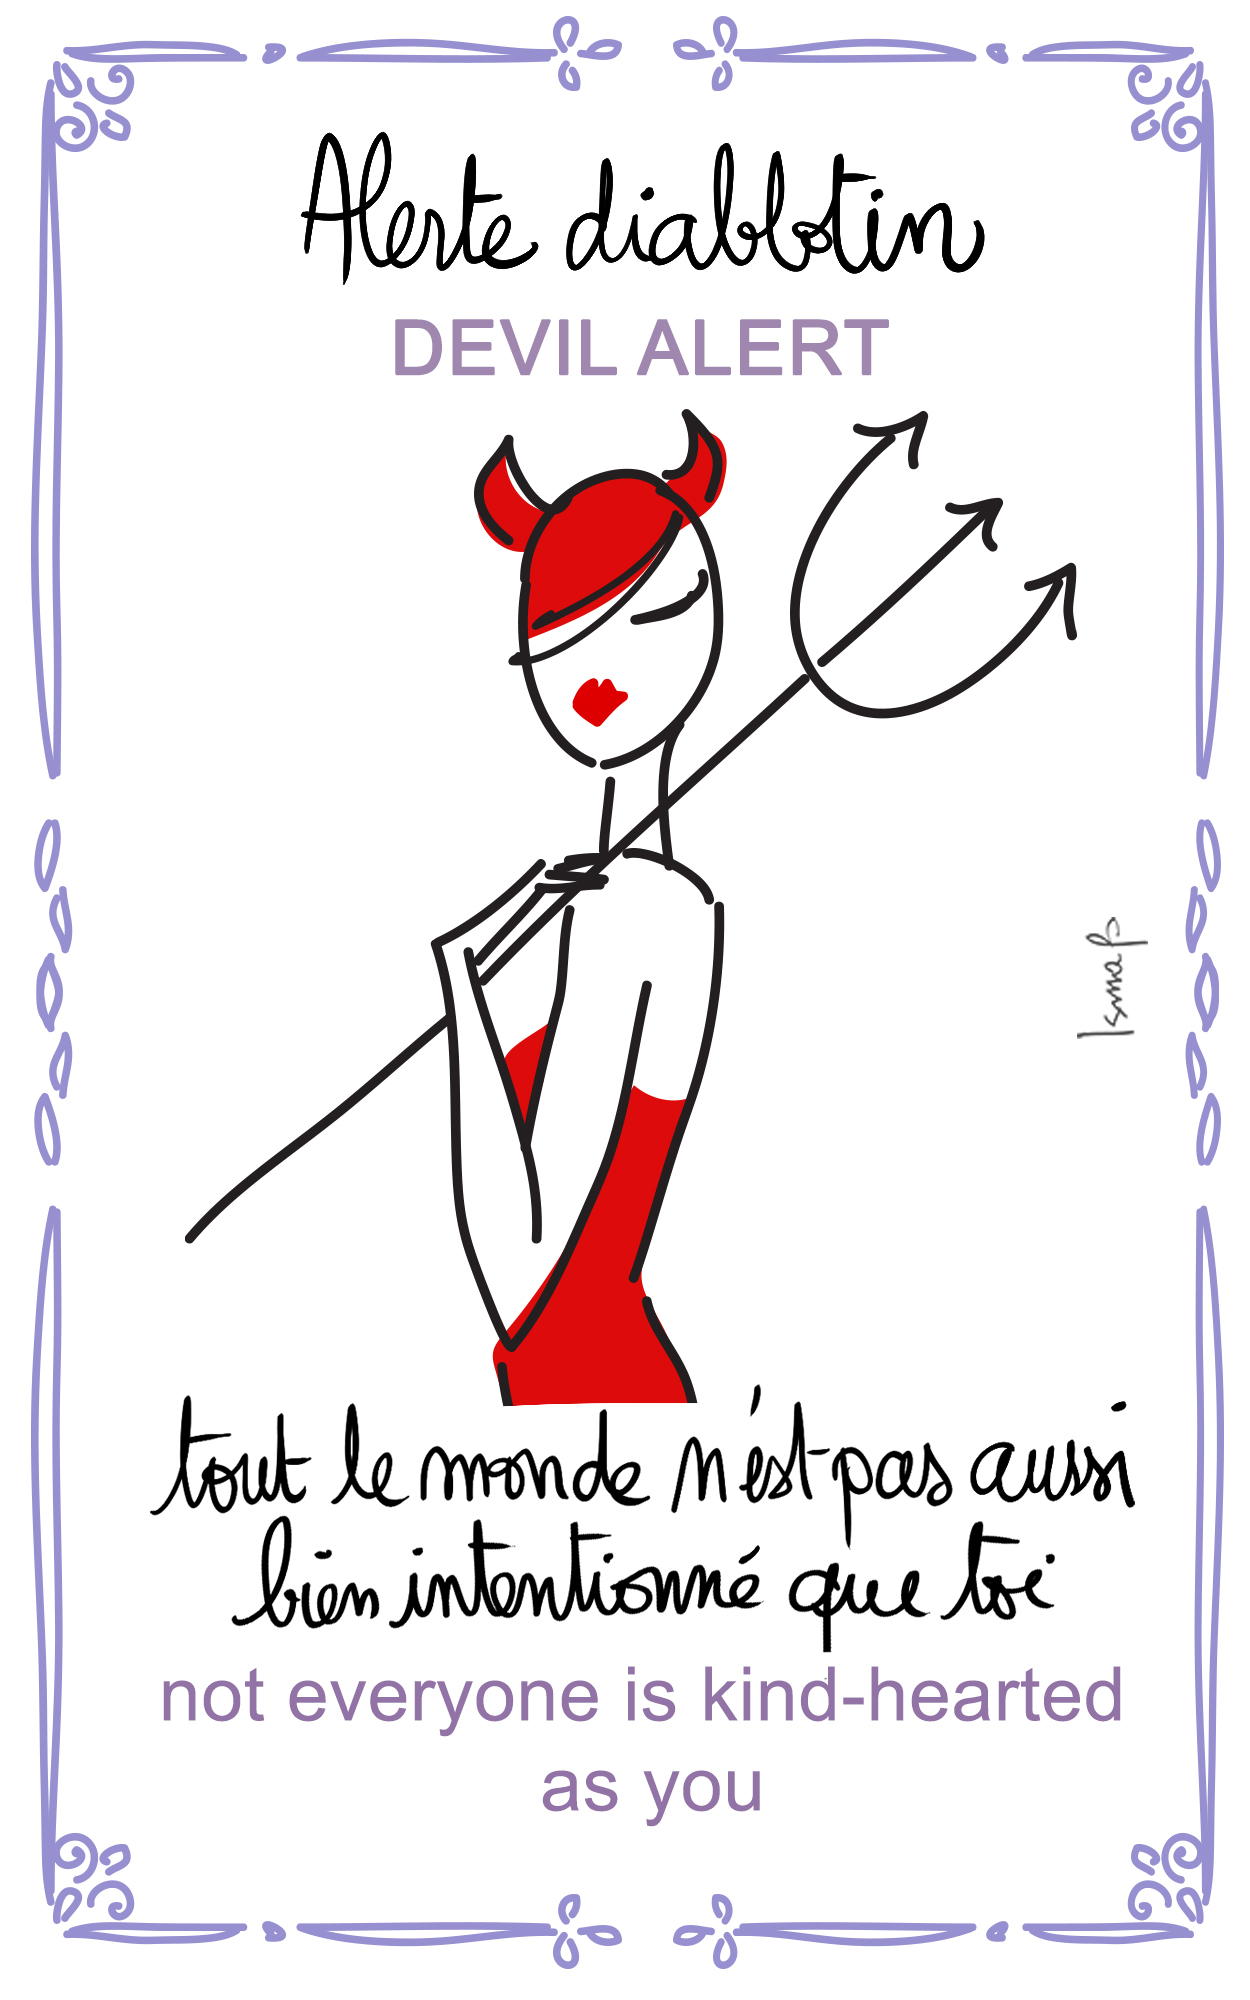 Alerte diablotin
DEVIL ALERT
Isma B
tout le monde n'est pas aussi
bien intentionné que toi
not everyone is kind-hearted
as you